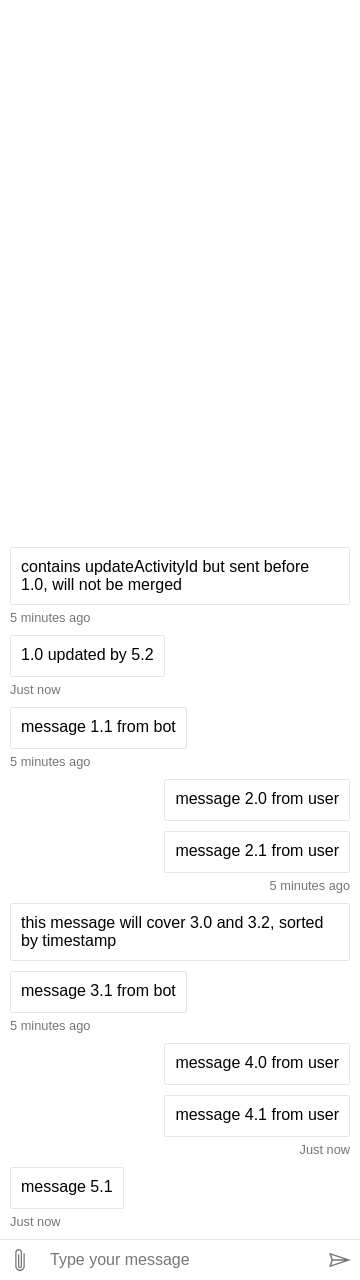 contains updateActivityId but sent before
1.0, will not be merged
5 minutes ago
1.0 updated by 5.2
Just now
message 1.1 from bot
5 minutes ago
message 2.0 from user
message 2.1 from user
5 minutes ago
this message will cover 3.0 and 3.2, sorted
by timestamp
message 3.1 from bot
5 minutes ago
message 4.0 from user
message 4.1 from user
Just now
message 5.1
Just now
Type your message